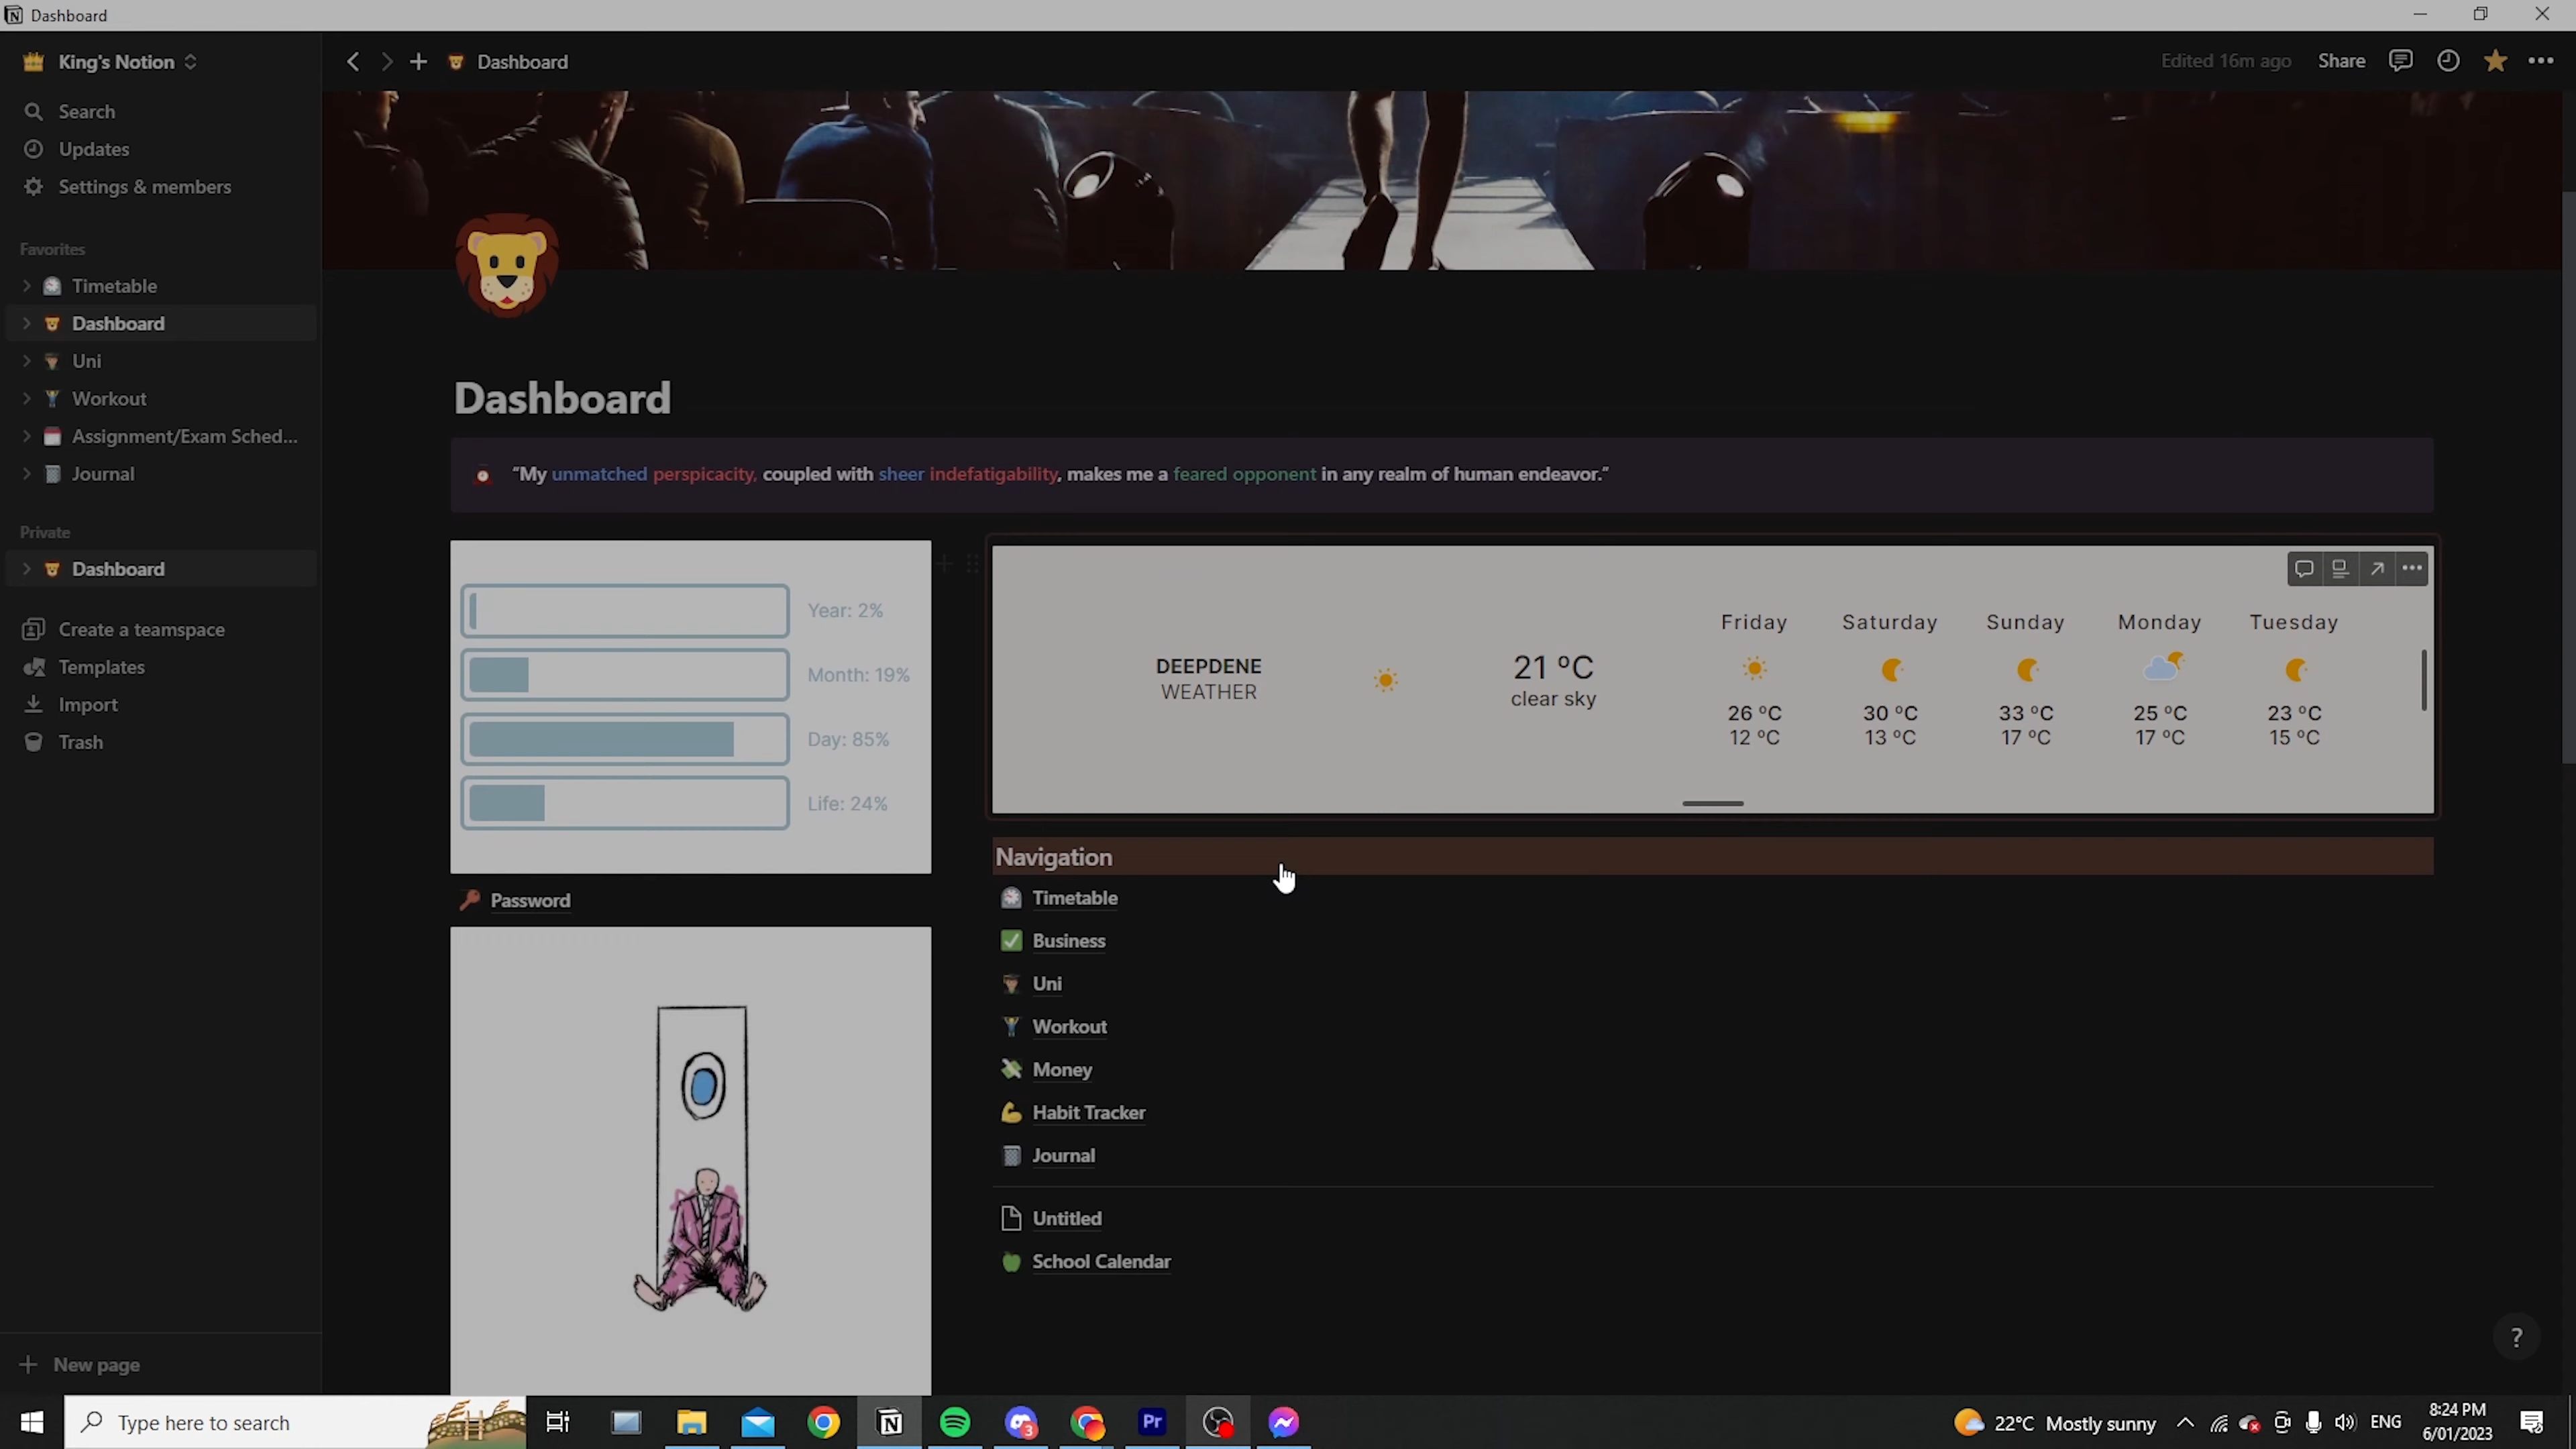 Dashboard
King's Notion
Dashboard
Edited 16m ago
Share
Search
Updates
Settings & members
Favorites
Timetable
Dashboard
Uni
Workout
Assignment/Exam Sched...
Journal
Private
Dashboard
Create a teamspace
Templates
Import
Trash
New page
Dashboard
“My unmatched perspicacity, coupled with sheer indefatigability, makes me a feared opponent in any realm of human endeavor.”
Year: 2%
Month: 19%
Day: 85%
Life: 24%
Password
DEEPDENE
WEATHER
21 °C
clear sky
Friday Saturday Sunday Monday Tuesday
26 °C 30 °C 33 °C 25 °C 23 °C
12 °C 13 °C 17 °C 17 °C 15 °C
Navigation
Timetable
Business
Uni
Workout
Money
Habit Tracker
Journal
Untitled
School Calendar
?
Type here to search
3
Pr
22°C Mostly sunny
ENG
8:24 PM
6/01/2023